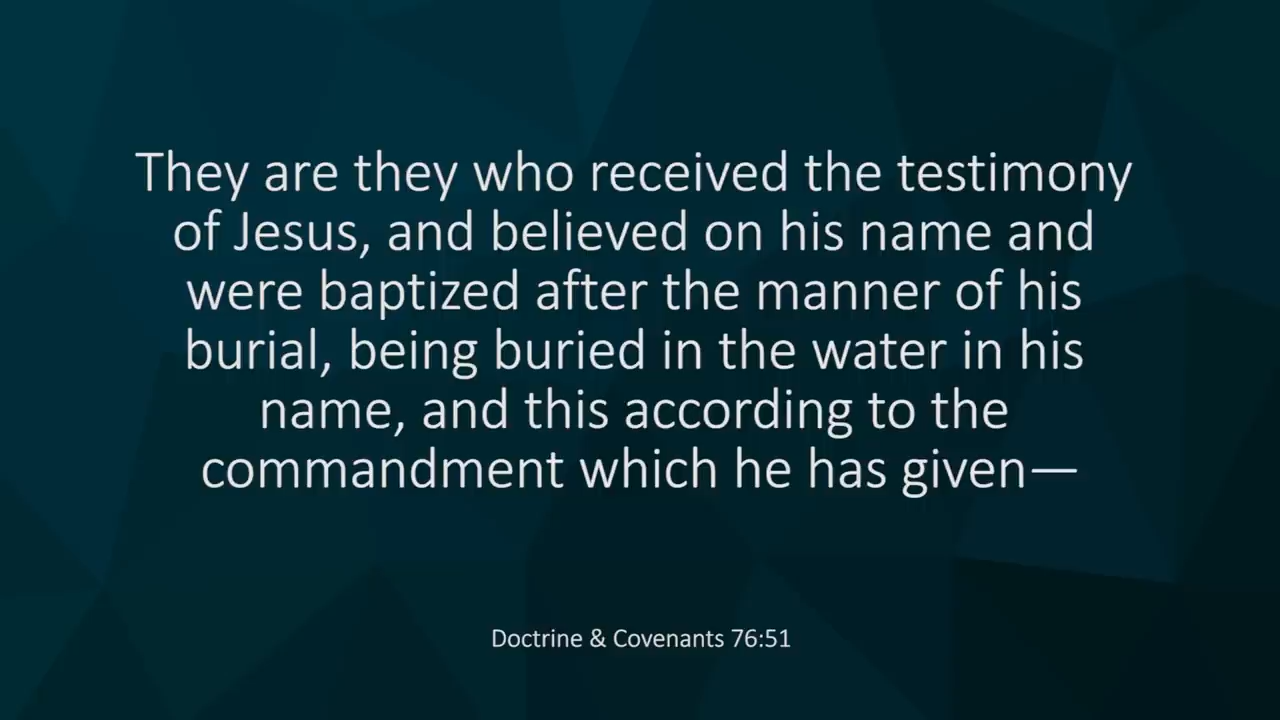 They are they who received the testimony
of Jesus, and believed on his name and
were baptized after the manner of his
burial, being buried in the water in his
name, and this according to the
commandment which he has given—
Doctrine & Covenants 76:51